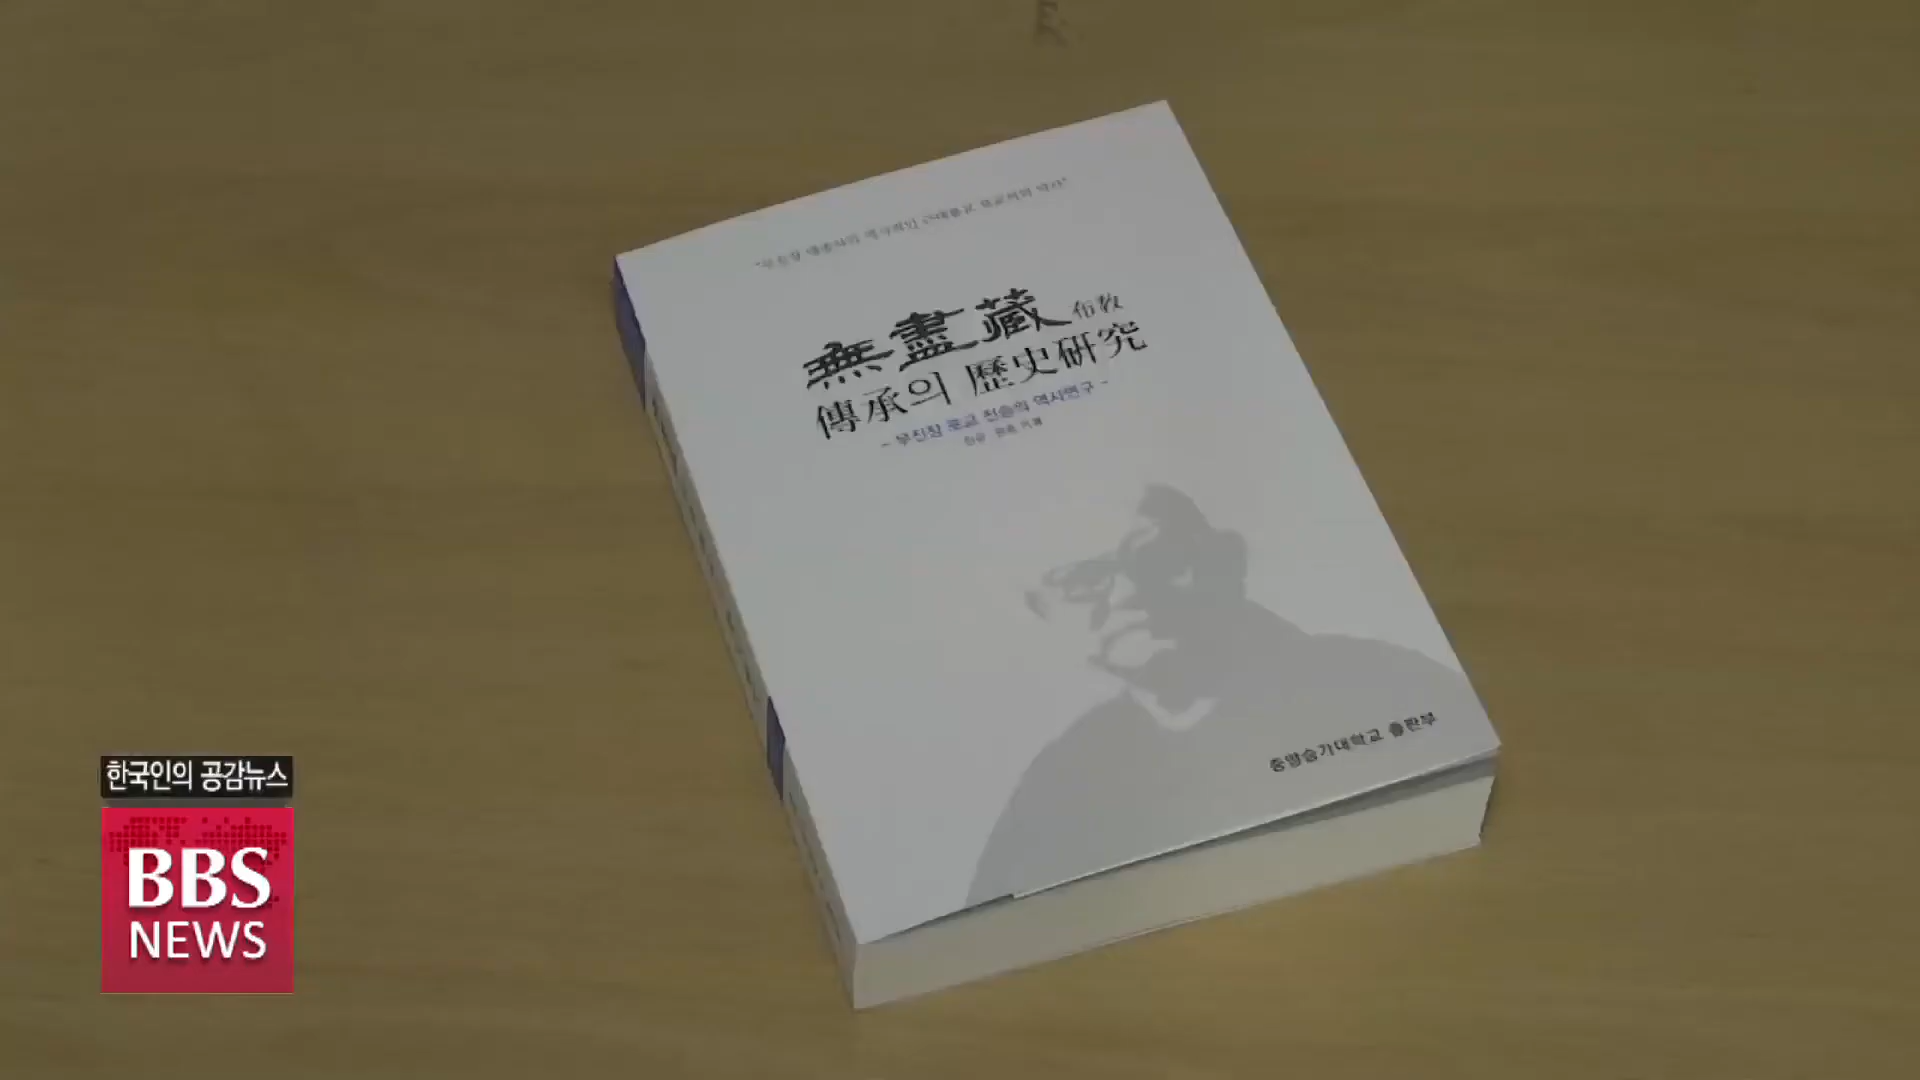 無盡藏 布敎
傳承의 歷史硏究
- 무진장 포교 전승의 역사연구 -
중앙승가대학교 출판부
한국인의 공감뉴스
BBS
NEWS